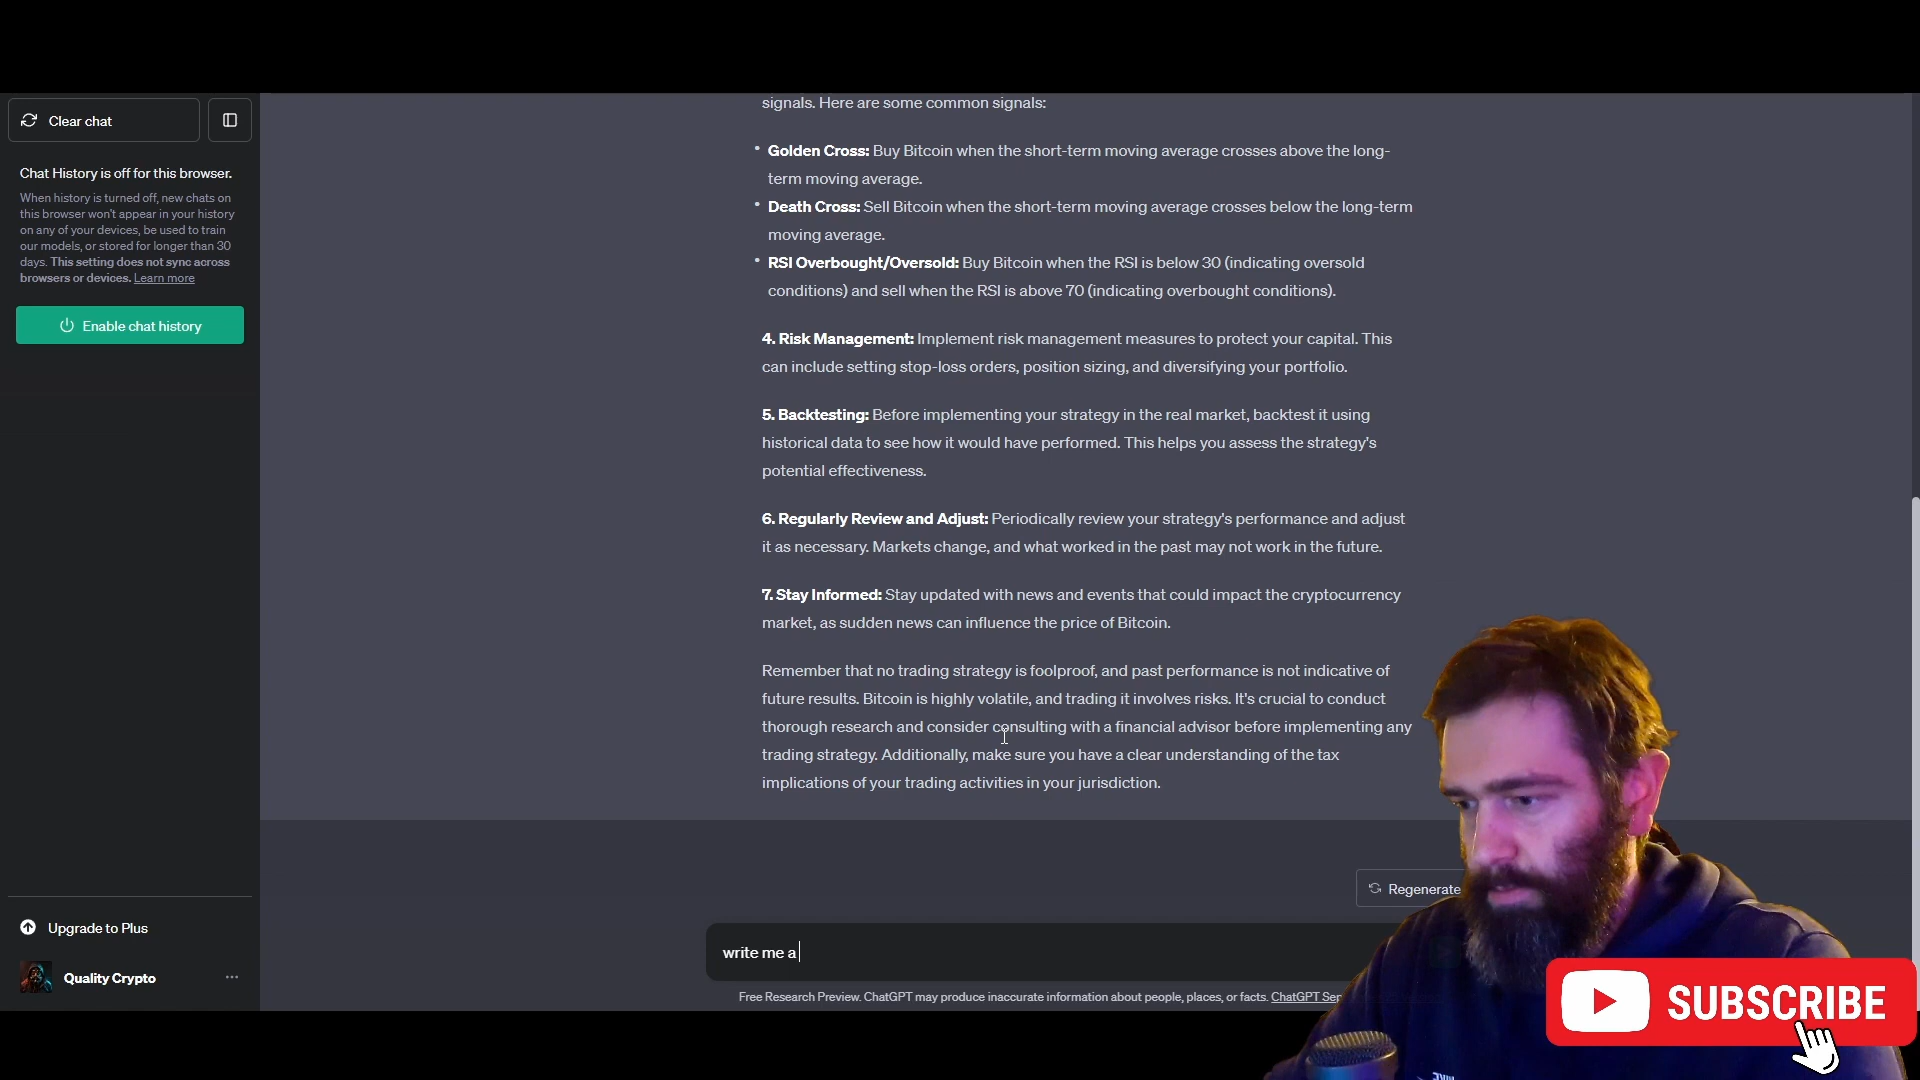 Clear chat
Chat History is off for this browser.
When history is turned off, new chats on
this browser won't appear in your history
on any of your devices, be used to train
our models, or stored for longer than 30
days. This setting does not sync across
browsers or devices. Learn more
Enable chat history
Upgrade to Plus
Quality Crypto
signals. Here are some common signals:
• Golden Cross: Buy Bitcoin when the short-term moving average crosses above the long-
term moving average.
• Death Cross: Sell Bitcoin when the short-term moving average crosses below the long-term
moving average.
• RSI Overbought/Oversold: Buy Bitcoin when the RSI is below 30 (indicating oversold
conditions) and sell when the RSI is above 70 (indicating overbought conditions).
4. Risk Management: Implement risk management measures to protect your capital. This
can include setting stop-loss orders, position sizing, and diversifying your portfolio.
5. Backtesting: Before implementing your strategy in the real market, backtest it using
historical data to see how it would have performed. This helps you assess the strategy's
potential effectiveness.
6. Regularly Review and Adjust: Periodically review your strategy's performance and adjust
it as necessary. Markets change, and what worked in the past may not work in the future.
7. Stay Informed: Stay updated with news and events that could impact the cryptocurrency
market, as sudden news can influence the price of Bitcoin.
Remember that no trading strategy is foolproof, and past performance is not indicative of
future results. Bitcoin is highly volatile, and trading it involves risks. It's crucial to conduct
thorough research and consider consulting with a financial advisor before implementing any
trading strategy. Additionally, make sure you have a clear understanding of the tax
implications of your trading activities in your jurisdiction.
Regenerate
write me a
Free Research Preview. ChatGPT may produce inaccurate information about people, places, or facts. ChatGPT Sep
SUBSCRIBE